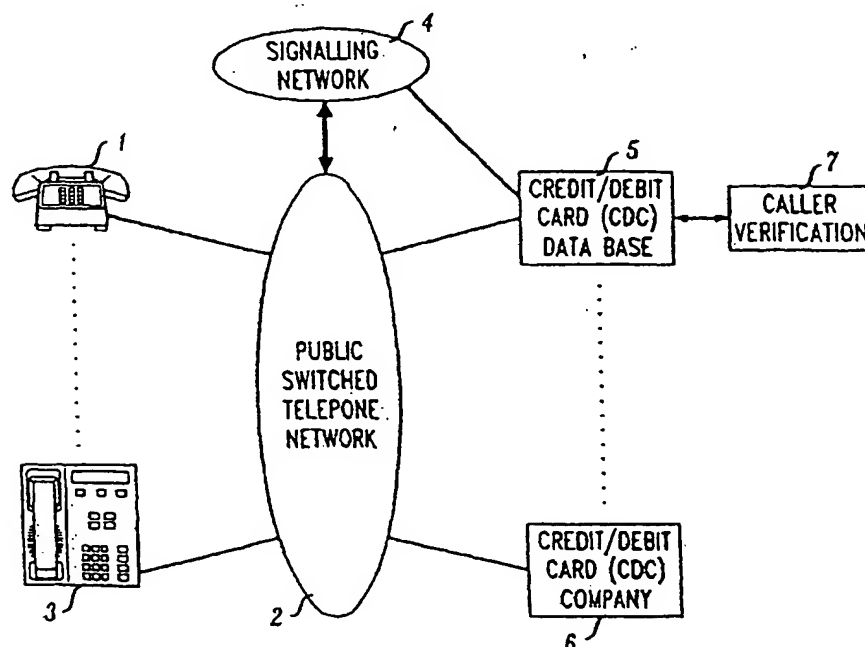 4
SIGNALLING
NETWORK
1
5
CREDIT/DEBIT
CARD (CDC)
DATA BASE
7
CALLER
VERIFICATION
PUBLIC
SWITCHED
TELEPONE
NETWORK
3
2
CREDIT/DEBIT
CARD (CDC)
COMPANY
6